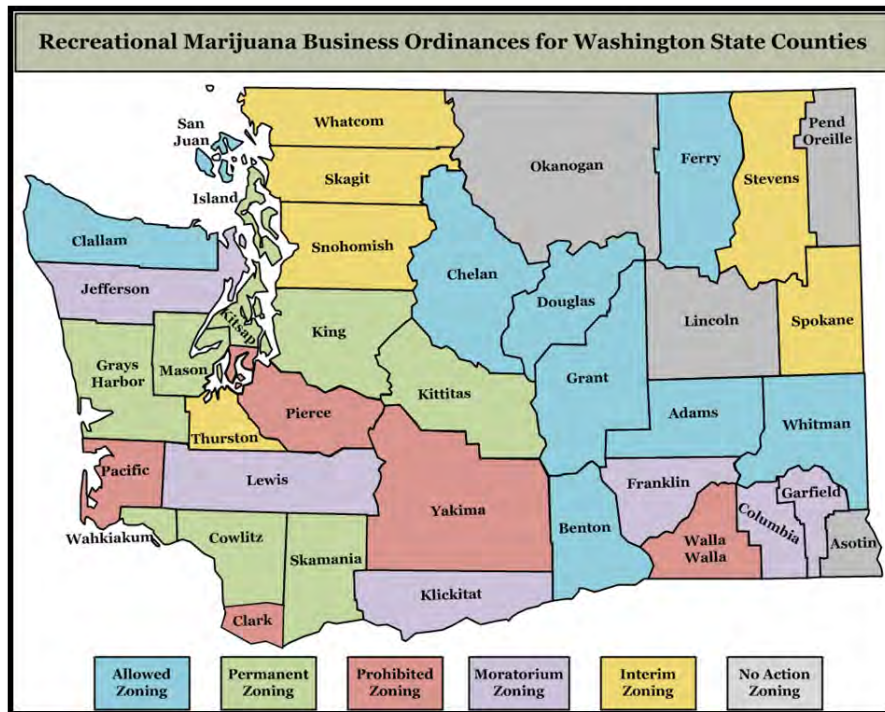 Recreational Marijuana Business Ordinances for Washington State Counties
San
Juan
Whatcom
Okanogan
Ferry
Stevens
Pend
Oreille
Skagit
Island
Snohomish
Clallam
Chelan
Jefferson
Douglas
Lincoln
Spokane
Kitsap
King
Mason
Grays
Harbor
Kittitas
Grant
Pierce
Adams
Whitman
Thurston
Pacific
Lewis
Franklin
Garfield
Yakima
Columbia
Benton
Walla
Walla
Asotin
Wahkiakum
Cowlitz
Skamania
Klickitat
Clark
Allowed
Zoning
Permanent
Zoning
Prohibited
Zoning
Moratorium
Zoning
Interim
Zoning
No Action
Zoning